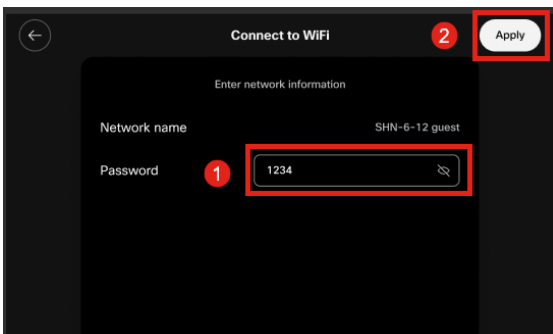 Connect to WiFi
2
Apply
Enter network information
Network name
SHN-6-12 guest
Password
1
1234